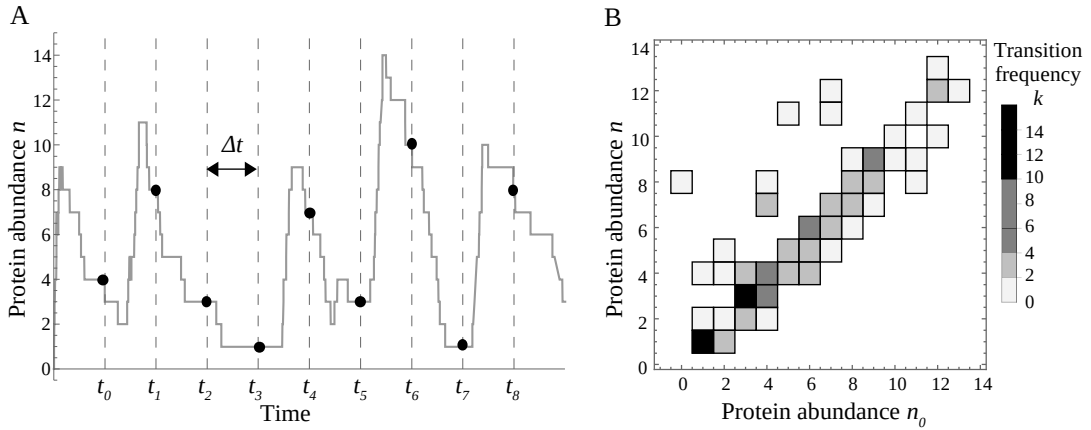 A
Protein abundance n
14
12
10
8
6
4
2
0
Δt
t₀ t₁ t₂ t₃ t₄ t₅ t₆ t₇ t₈
Time
B
Protein abundance n
14
12
10
8
6
4
2
0
0 2 4 6 8 10 12 14
Protein abundance n₀
Transition
frequency
k
14
12
10
8
6
4
2
0